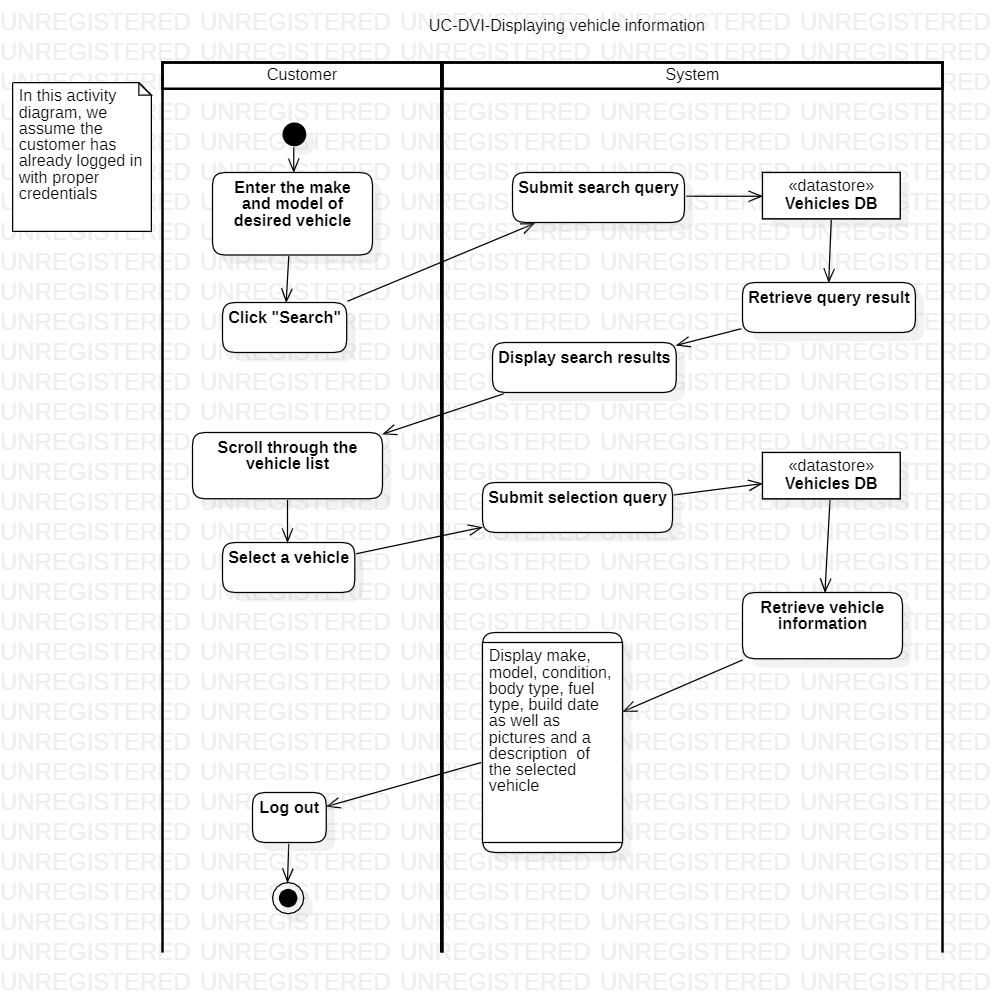 UC-DVI-Displaying vehicle information
Customer
System
In this activity
diagram, we
assume the
customer has
already logged in
with proper
credentials
Enter the make
and model of
desired vehicle
Submit search query
«datastore»
Vehicles DB
Click "Search"
Retrieve query result
Display search results
Scroll through the
vehicle list
«datastore»
Vehicles DB
Submit selection query
Select a vehicle
Retrieve vehicle
information
Display make,
model, condition,
body type, fuel
type, build date
as well as
pictures and a
description  of
the selected
vehicle
Log out
UNREGISTERED